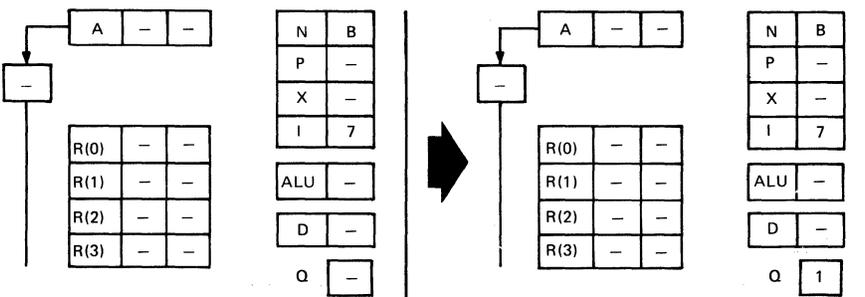 A – –
–
N B
P –
X –
I 7
R(0) – –
R(1) – –
R(2) – –
R(3) – –
ALU –
D –
Q –
A – –
–
N B
P –
X –
I 7
R(0) – –
R(1) – –
R(2) – –
R(3) – –
ALU –
D –
Q 1